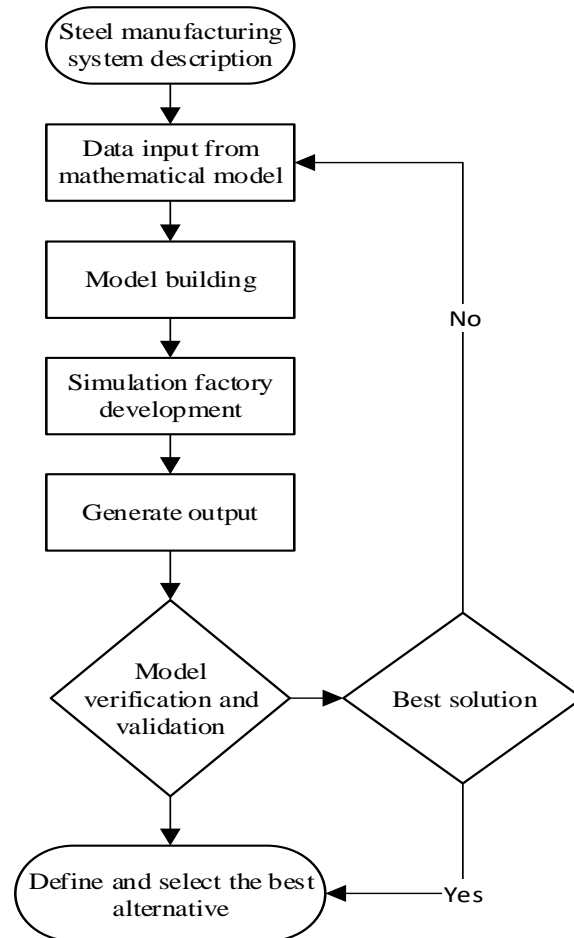 Steel manufacturing
system description
Data input from
mathematical model
Model building
No
Simulation factory
development
Generate output
Model
verification and
validation
Best solution
Define and select the best
alternative
Yes